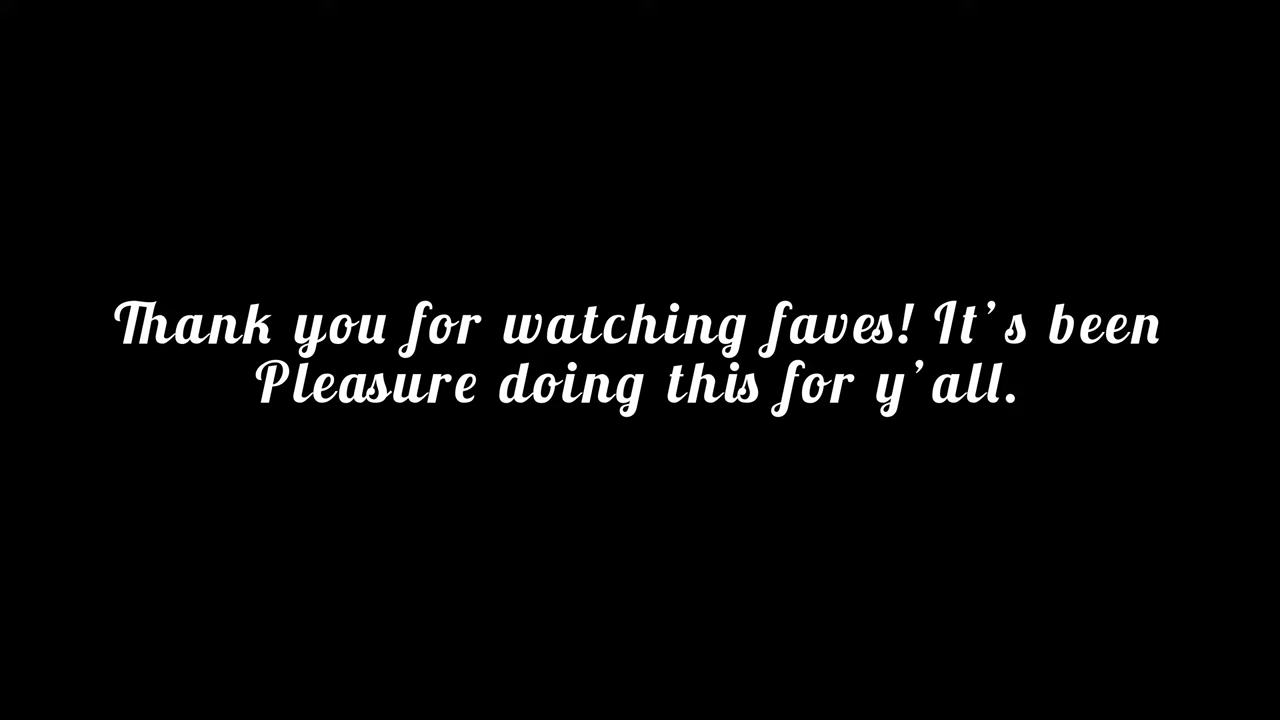 Thank you for watching faves! It’s been
Pleasure doing this for y’all.